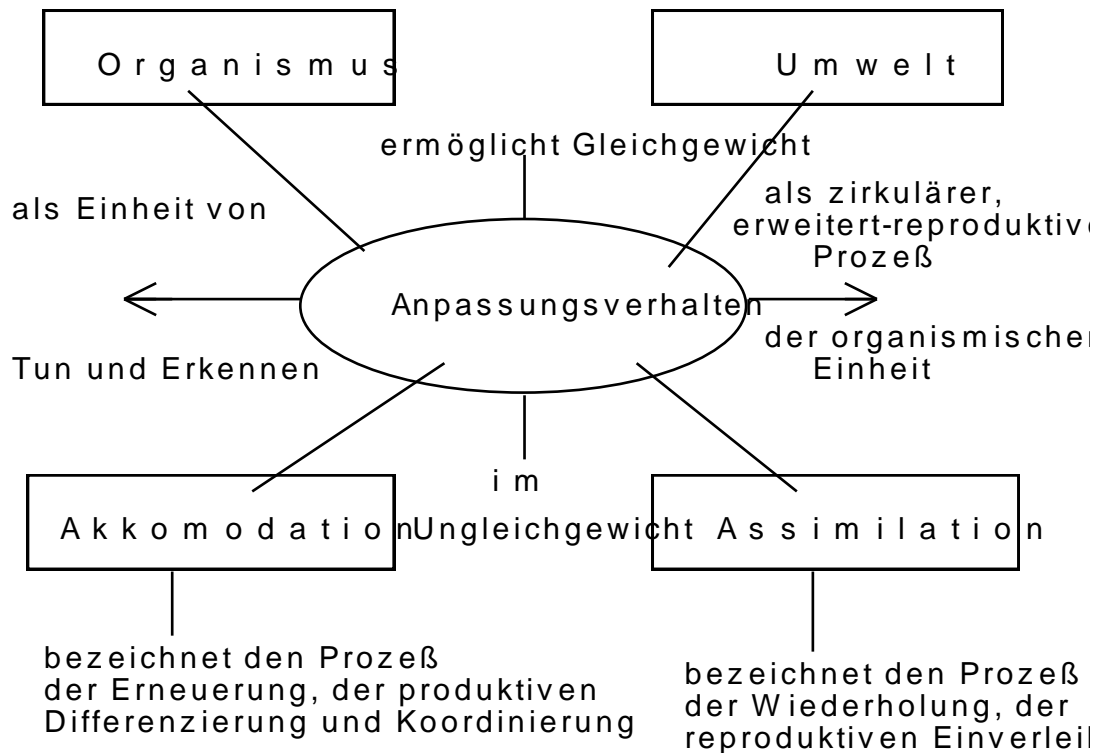 Organismus
Umwelt
ermöglicht Gleichgewicht
als Einheit von
als zirkulärer,
erweitert-reproduktive
Prozeß
Anpassungsverhalten
Tun und Erkennen
der organismischen
Einheit
im
Ungleichgewicht
Akkomodation
Assimilation
bezeichnet den Prozeß
der Erneuerung, der produktiven
Differenzierung und Koordinierung
bezeichnet den Prozeß
der Wiederholung, der
reproduktiven